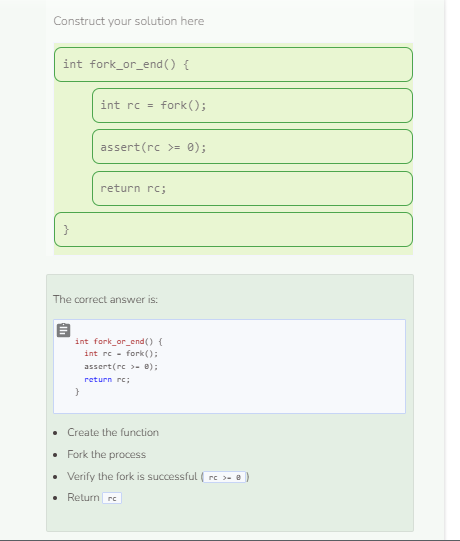 Construct your solution here
int fork_or_end() {
int rc = fork();
assert(rc >= 0);
return rc;
}
The correct answer is:
int fork_or_end() {
int rc = fork();
assert(rc >= 0);
return rc;
}
Create the function
Fork the process
Verify the fork is successful ( rc >= 0 )
Return rc